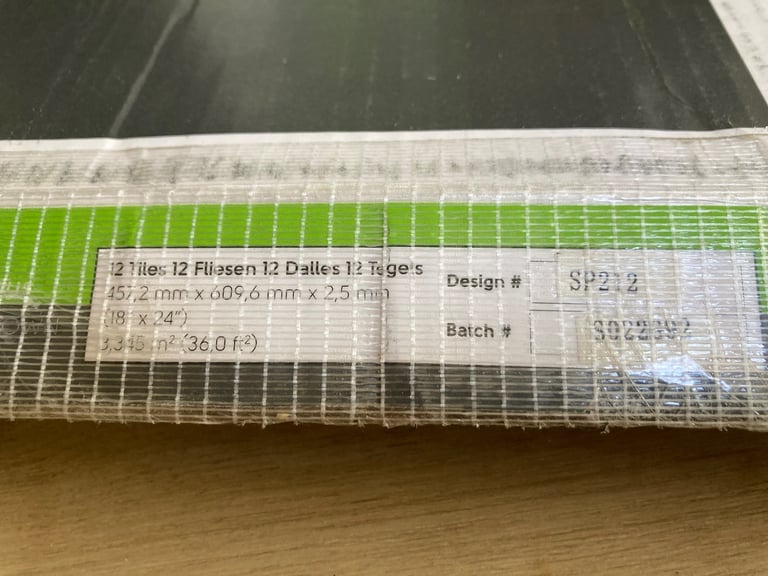 12 Tiles 12 Fliesen 12 Dalles 12 Tegels
457,2 mm x 609,6 mm x 2,5 mm
(18" x 24")
3,345 m² (36,0 ft²)
Design # SP212
Batch #